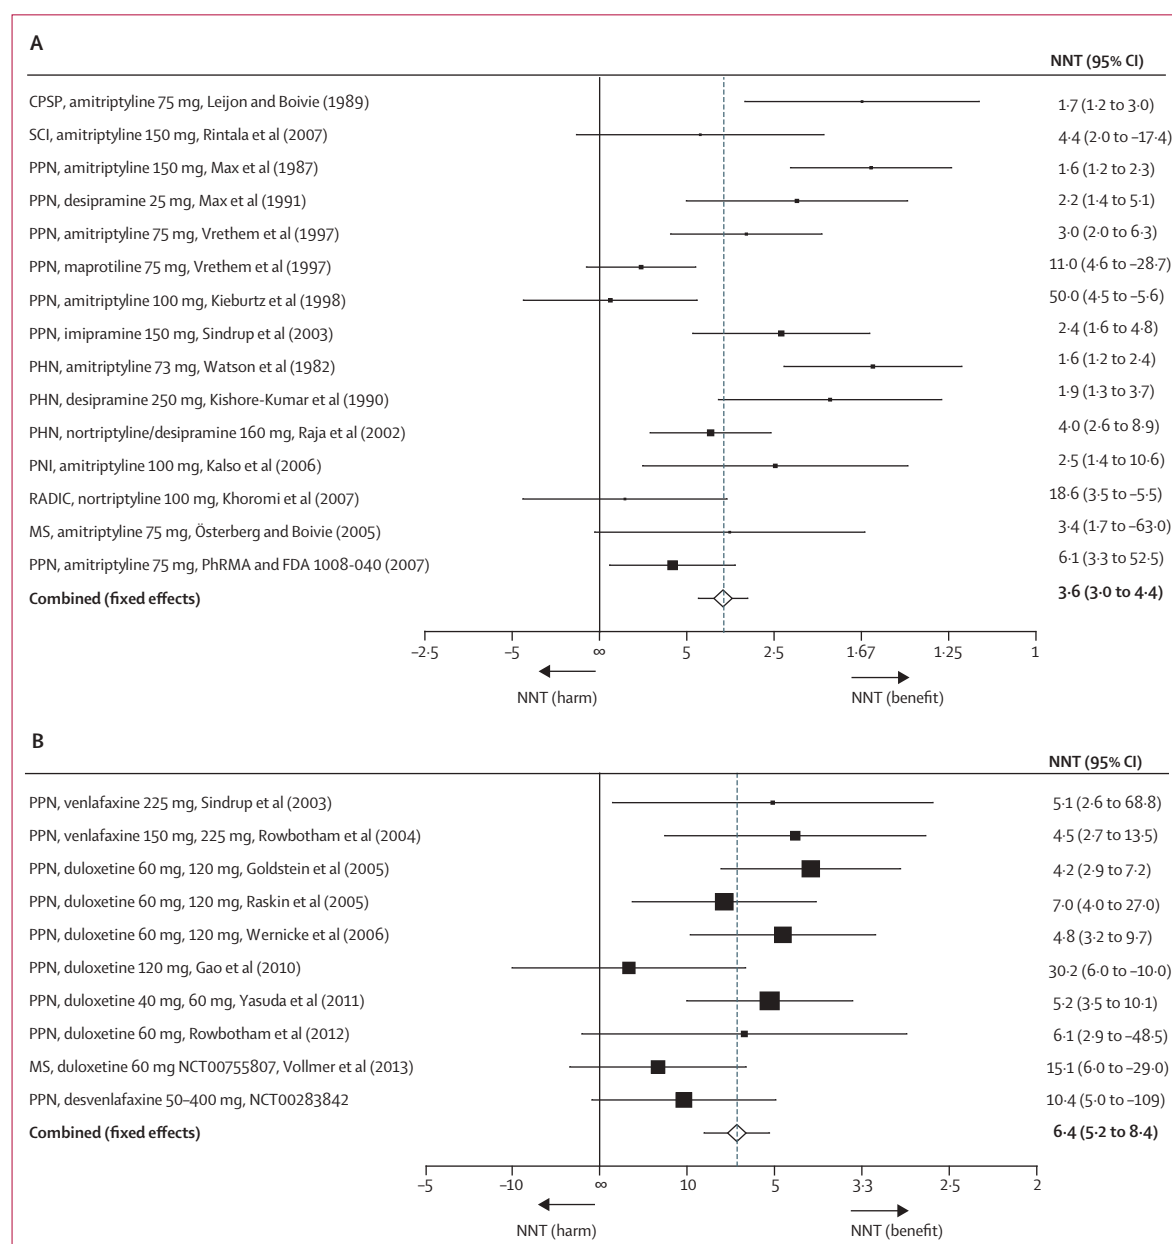 A
NNT (95% CI)
CPSP, amitriptyline 75 mg, Leijon and Boivie (1989) 1·7 (1·2 to 3·0)
SCI, amitriptyline 150 mg, Rintala et al (2007) 4·4 (2·0 to –17·4)
PPN, amitriptyline 150 mg, Max et al (1987) 1·6 (1·2 to 2·3)
PPN, desipramine 25 mg, Max et al (1991) 2·2 (1·4 to 5·1)
PPN, amitriptyline 75 mg, Vrethem et al (1997) 3·0 (2·0 to 6·3)
PPN, maprotiline 75 mg, Vrethem et al (1997) 11·0 (4·6 to –28·7)
PPN, amitriptyline 100 mg, Kieburtz et al (1998) 50·0 (4·5 to –5·6)
PPN, imipramine 150 mg, Sindrup et al (2003) 2·4 (1·6 to 4·8)
PHN, amitriptyline 73 mg, Watson et al (1982) 1·6 (1·2 to 2·4)
PHN, desipramine 250 mg, Kishore-Kumar et al (1990) 1·9 (1·3 to 3·7)
PHN, nortriptyline/desipramine 160 mg, Raja et al (2002) 4·0 (2·6 to 8·9)
PNI, amitriptyline 100 mg, Kalso et al (2006) 2·5 (1·4 to 10·6)
RADIC, nortriptyline 100 mg, Khoromi et al (2007) 18·6 (3·5 to –5·5)
MS, amitriptyline 75 mg, Österberg and Boivie (2005) 3·4 (1·7 to –63·0)
PPN, amitriptyline 75 mg, PhRMA and FDA 1008-040 (2007) 6·1 (3·3 to 52·5)
Combined (fixed effects) 3·6 (3·0 to 4·4)
–2·5 –5 ∞ 5 2·5 1·67 1·25 1
NNT (harm) NNT (benefit)
B
NNT (95% CI)
PPN, venlafaxine 225 mg, Sindrup et al (2003) 5·1 (2·6 to 68·8)
PPN, venlafaxine 150 mg, 225 mg, Rowbotham et al (2004) 4·5 (2·7 to 13·5)
PPN, duloxetine 60 mg, 120 mg, Goldstein et al (2005) 4·2 (2·9 to 7·2)
PPN, duloxetine 60 mg, 120 mg, Raskin et al (2005) 7·0 (4·0 to 27·0)
PPN, duloxetine 60 mg, 120 mg, Wernicke et al (2006) 4·8 (3·2 to 9·7)
PPN, duloxetine 120 mg, Gao et al (2010) 30·2 (6·0 to –10·0)
PPN, duloxetine 40 mg, 60 mg, Yasuda et al (2011) 5·2 (3·5 to 10·1)
PPN, duloxetine 60 mg, Rowbotham et al (2012) 6·1 (2·9 to –48·5)
MS, duloxetine 60 mg NCT00755807, Vollmer et al (2013) 15·1 (6·0 to –29·0)
PPN, desvenlafaxine 50–400 mg, NCT00283842 10·4 (5·0 to –109)
Combined (fixed effects) 6·4 (5·2 to 8·4)
–5 –10 ∞ 10 5 3·3 2·5 2
NNT (harm) NNT (benefit)